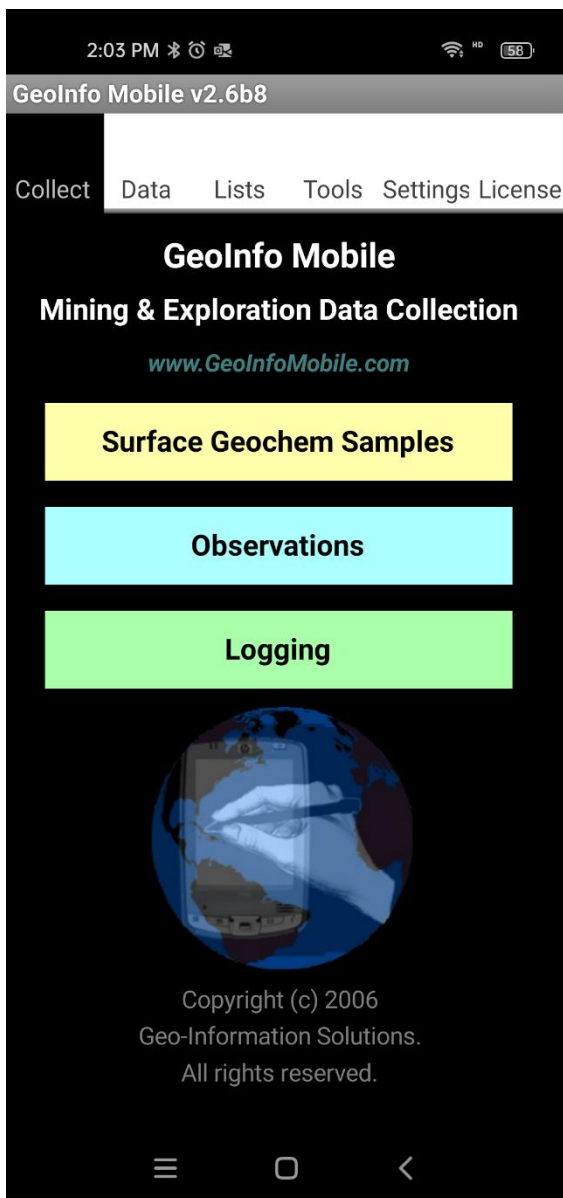 2:03 PM HD 58
GeoInfo Mobile v2.6b8
Collect Data Lists Tools Settings License
GeoInfo Mobile
Mining & Exploration Data Collection
www.GeoInfoMobile.com
Surface Geochem Samples
Observations
Logging
Copyright (c) 2006
Geo-Information Solutions.
All rights reserved.